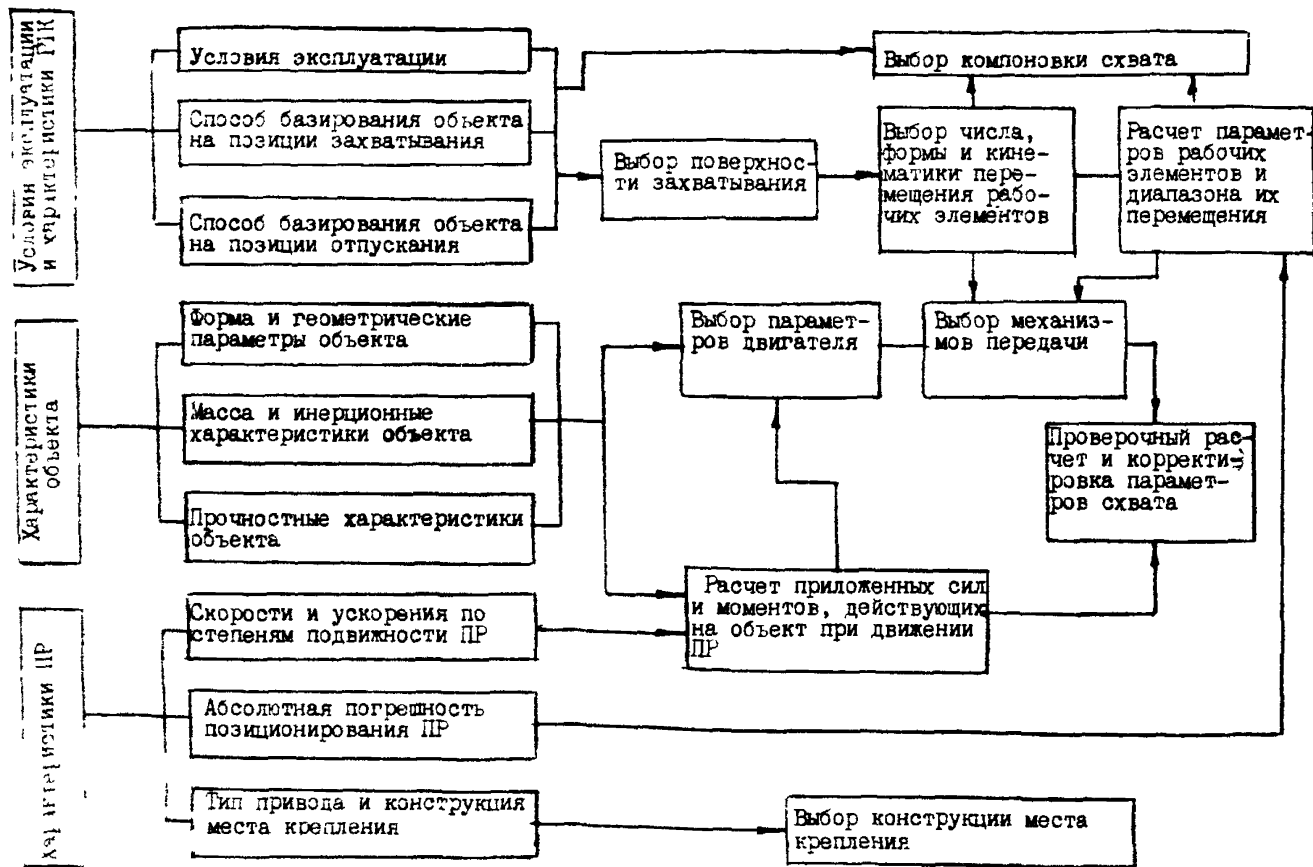 Условия эксплуатации
и характеристики РТК
Условия эксплуатации
Способ базирования объекта
на позиции захватывания
Способ базирования объекта
на позиции отпускания
Выбор поверхнос-
ти захватывания
Выбор компоновки схвата
Выбор числа,
формы и кине-
матики пере-
мещения рабо-
чих элементов
Расчет парамет-
ров рабочих
элементов и
диапазона их
перемещения
Характеристики
объекта
Форма и геометрические
параметры объекта
Масса и инерционные
характеристики объекта
Прочностные характеристики
объекта
Выбор парамет-
ров двигателя
Выбор механиз-
мов передачи
Проверочный рас-
чет и корректи-
ровка парамет-
ров схвата
Расчет приложенных сил
и моментов, действующих
на объект при движении
ПР
Характеристики ПР
Скорости и ускорения по
степеням подвижности ПР
Абсолютная погрешность
позиционирования ПР
Тип привода и конструкция
места крепления
Выбор конструкции места
крепления